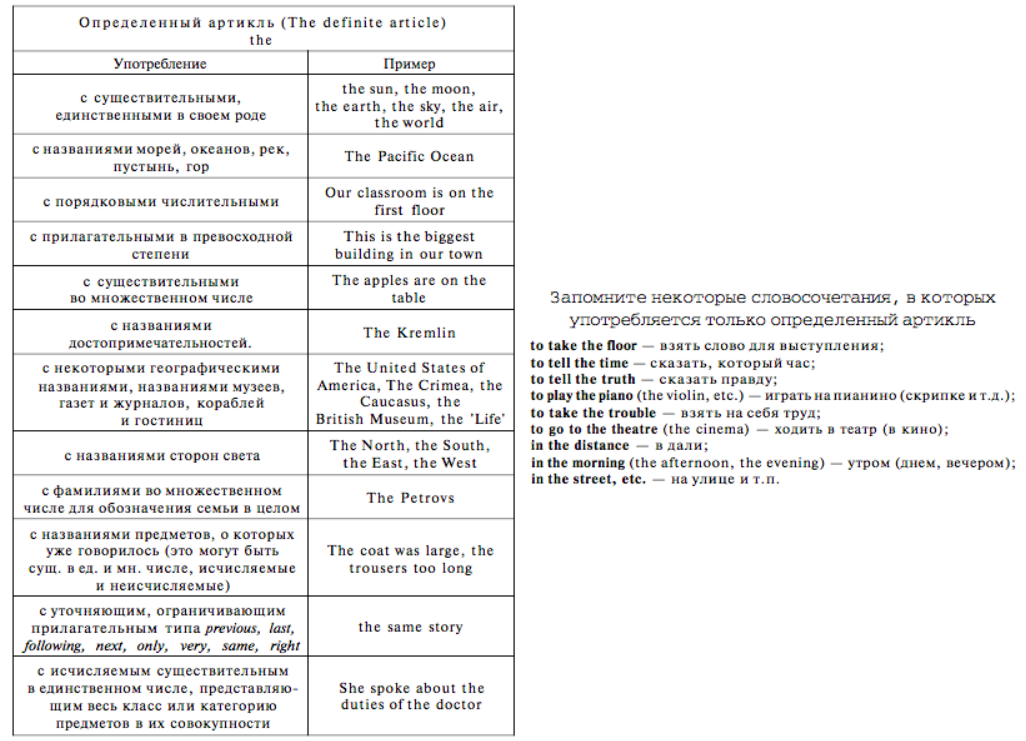 Определенный артикль (The definite article)
the
Употребление
Пример
с существительными,
единственными в своем роде
the sun, the moon,
the earth, the sky, the air,
the world
с названиями морей, океанов, рек,
пустынь, гор
The Pacific Ocean
с порядковыми числительными
Our classroom is on the
first floor
с прилагательными в превосходной
степени
This is the biggest
building in our town
с существительными
во множественном числе
The apples are on the
table
с названиями
достопримечательностей.
The Kremlin
с некоторыми географическими
названиями, названиями музеев,
газет и журналов, кораблей
и гостиниц
The United States of
America, The Crimea, the
Caucasus, the
British Museum, the 'Life'
с названиями сторон света
The North, the South,
the East, the West
с фамилиями во множественном
числе для обозначения семьи в целом
The Petrovs
с названиями предметов, о которых
уже говорилось (это могут быть
сущ. в ед. и мн. числе, исчисляемые
и неисчисляемые)
The coat was large, the
trousers too long
с уточняющим, ограничивающим
прилагательным типа previous, last,
following, next, only, very, same, right
the same story
с исчисляемым существительным
в единственном числе, представляю-
щим весь класс или категорию
предметов в их совокупности
She spoke about the
duties of the doctor
Запомните некоторые словосочетания, в которых
употребляется только определенный артикль
to take the floor — взять слово для выступления;
to tell the time — сказать, который час;
to tell the truth — сказать правду;
to play the piano (the violin, etc.) — играть на пианино (скрипке и т.д.);
to take the trouble — взять на себя труд;
to go to the theatre (the cinema) — ходить в театр (в кино);
in the distance — в дали;
in the morning (the afternoon, the evening) — утром (днем, вечером);
in the street, etc. — на улице и т.п.